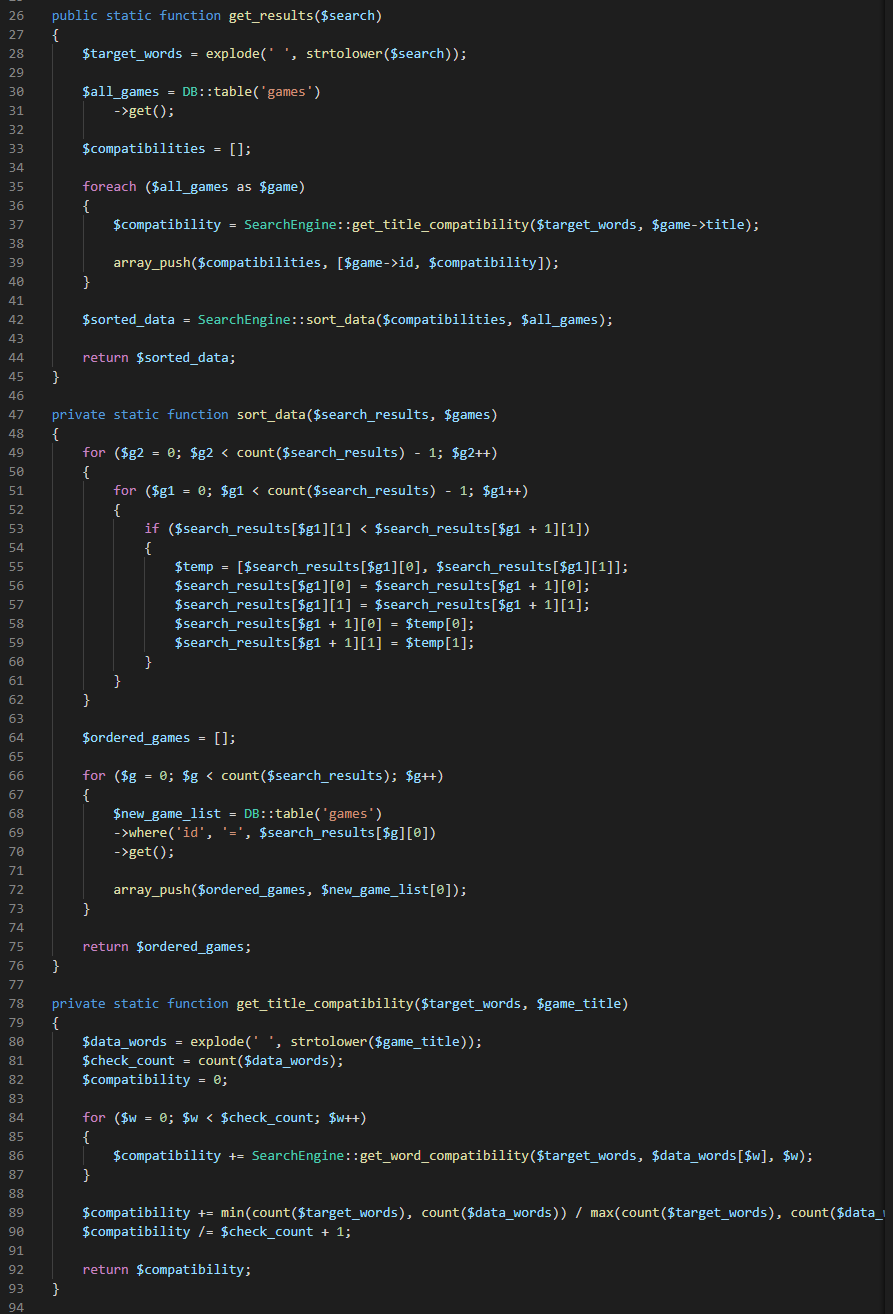 26 public static function get_results($search)
27 {
28 $target_words = explode(' ', strtolower($search));
29
30 $all_games = DB::table('games')
31 ->get();
32
33 $compatibilities = [];
34
35 foreach ($all_games as $game)
36 {
37 $compatibility = SearchEngine::get_title_compatibility($target_words, $game->title);
38
39 array_push($compatibilities, [$game->id, $compatibility]);
40 }
41
42 $sorted_data = SearchEngine::sort_data($compatibilities, $all_games);
43
44 return $sorted_data;
45 }
46
47 private static function sort_data($search_results, $games)
48 {
49 for ($g2 = 0; $g2 < count($search_results) - 1; $g2++)
50 {
51 for ($g1 = 0; $g1 < count($search_results) - 1; $g1++)
52 {
53 if ($search_results[$g1][1] < $search_results[$g1 + 1][1])
54 {
55 $temp = [$search_results[$g1][0], $search_results[$g1][1]];
56 $search_results[$g1][0] = $search_results[$g1 + 1][0];
57 $search_results[$g1][1] = $search_results[$g1 + 1][1];
58 $search_results[$g1 + 1][0] = $temp[0];
59 $search_results[$g1 + 1][1] = $temp[1];
60 }
61 }
62 }
63
64 $ordered_games = [];
65
66 for ($g = 0; $g < count($search_results); $g++)
67 {
68 $new_game_list = DB::table('games')
69 ->where('id', '=', $search_results[$g][0])
70 ->get();
71
72 array_push($ordered_games, $new_game_list[0]);
73 }
74
75 return $ordered_games;
76 }
77
78 private static function get_title_compatibility($target_words, $game_title)
79 {
80 $data_words = explode(' ', strtolower($game_title));
81 $check_count = count($data_words);
82 $compatibility = 0;
83
84 for ($w = 0; $w < $check_count; $w++)
85 {
86 $compatibility += SearchEngine::get_word_compatibility($target_words, $data_words[$w], $w);
87 }
88
89 $compatibility += min(count($target_words), count($data_words)) / max(count($target_words), count($data_
90 $compatibility /= $check_count + 1;
91
92 return $compatibility;
93 }
94